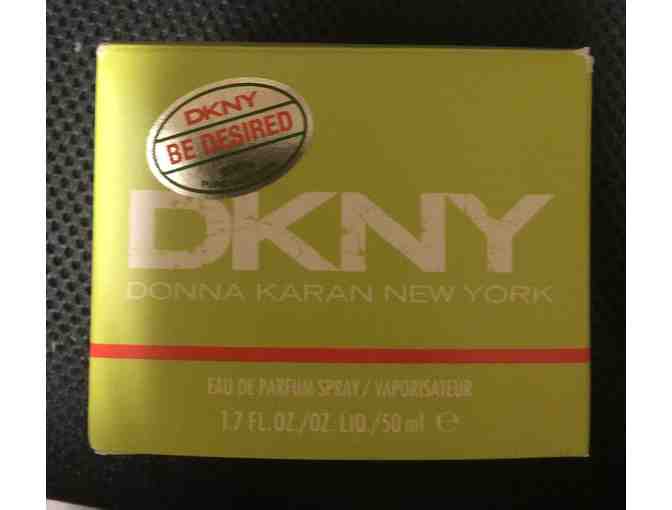 DKNY
BE DESIRED
DKNY
DONNA KARAN NEW YORK
EAU DE PARFUM SPRAY / VAPORISATEUR
1.7 FL.OZ./OZ. LIQ./50 ml ℮